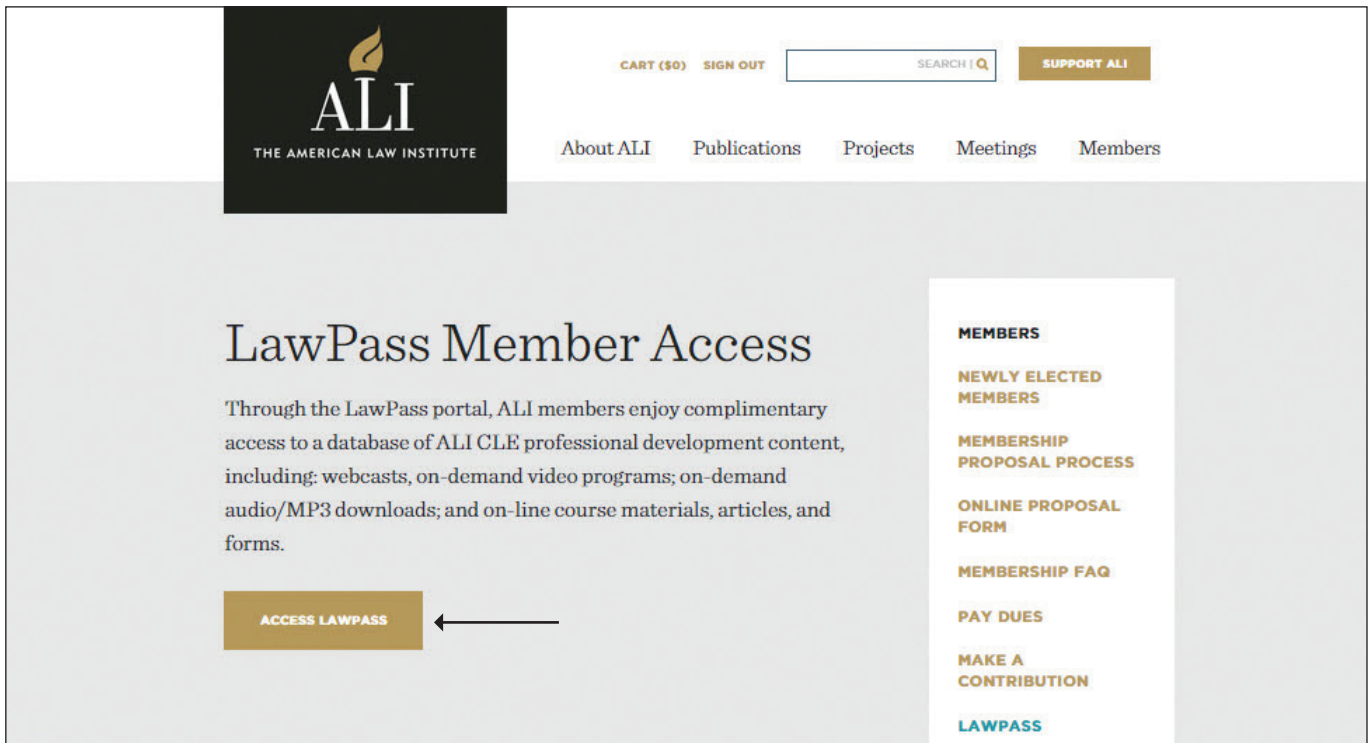 ALI
THE AMERICAN LAW INSTITUTE
CART ($0) SIGN OUT SEARCH | SUPPORT ALI
About ALI Publications Projects Meetings Members
LawPass Member Access
Through the LawPass portal, ALI members enjoy complimentary
access to a database of ALI CLE professional development content,
including: webcasts, on-demand video programs; on-demand
audio/MP3 downloads; and on-line course materials, articles, and
forms.
ACCESS LAWPASS
MEMBERS
NEWLY ELECTED
MEMBERS
MEMBERSHIP
PROPOSAL PROCESS
ONLINE PROPOSAL
FORM
MEMBERSHIP FAQ
PAY DUES
MAKE A
CONTRIBUTION
LAWPASS